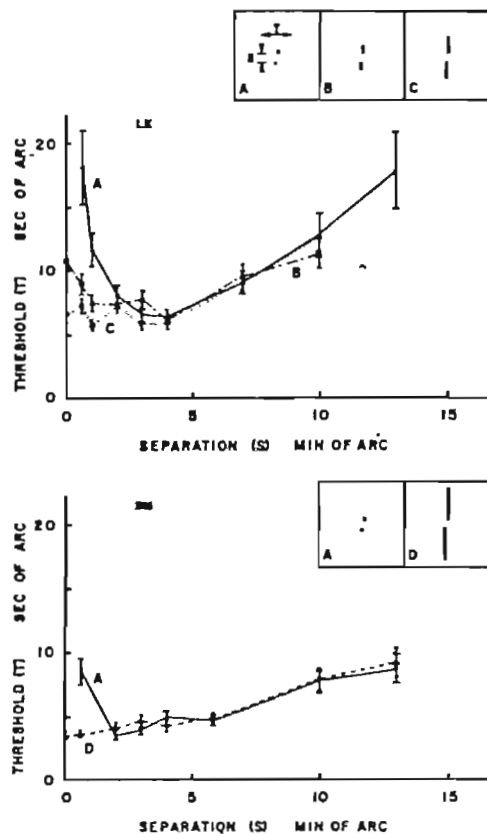 A B C
20
10
0
THRESHOLD (T) SEC OF ARC
A
B
C
0 5 10 15
SEPARATION (S) MIN OF ARC
A D
20
10
0
THRESHOLD (T) SEC OF ARC
A
D
0 5 10 15
SEPARATION (S) MIN OF ARC